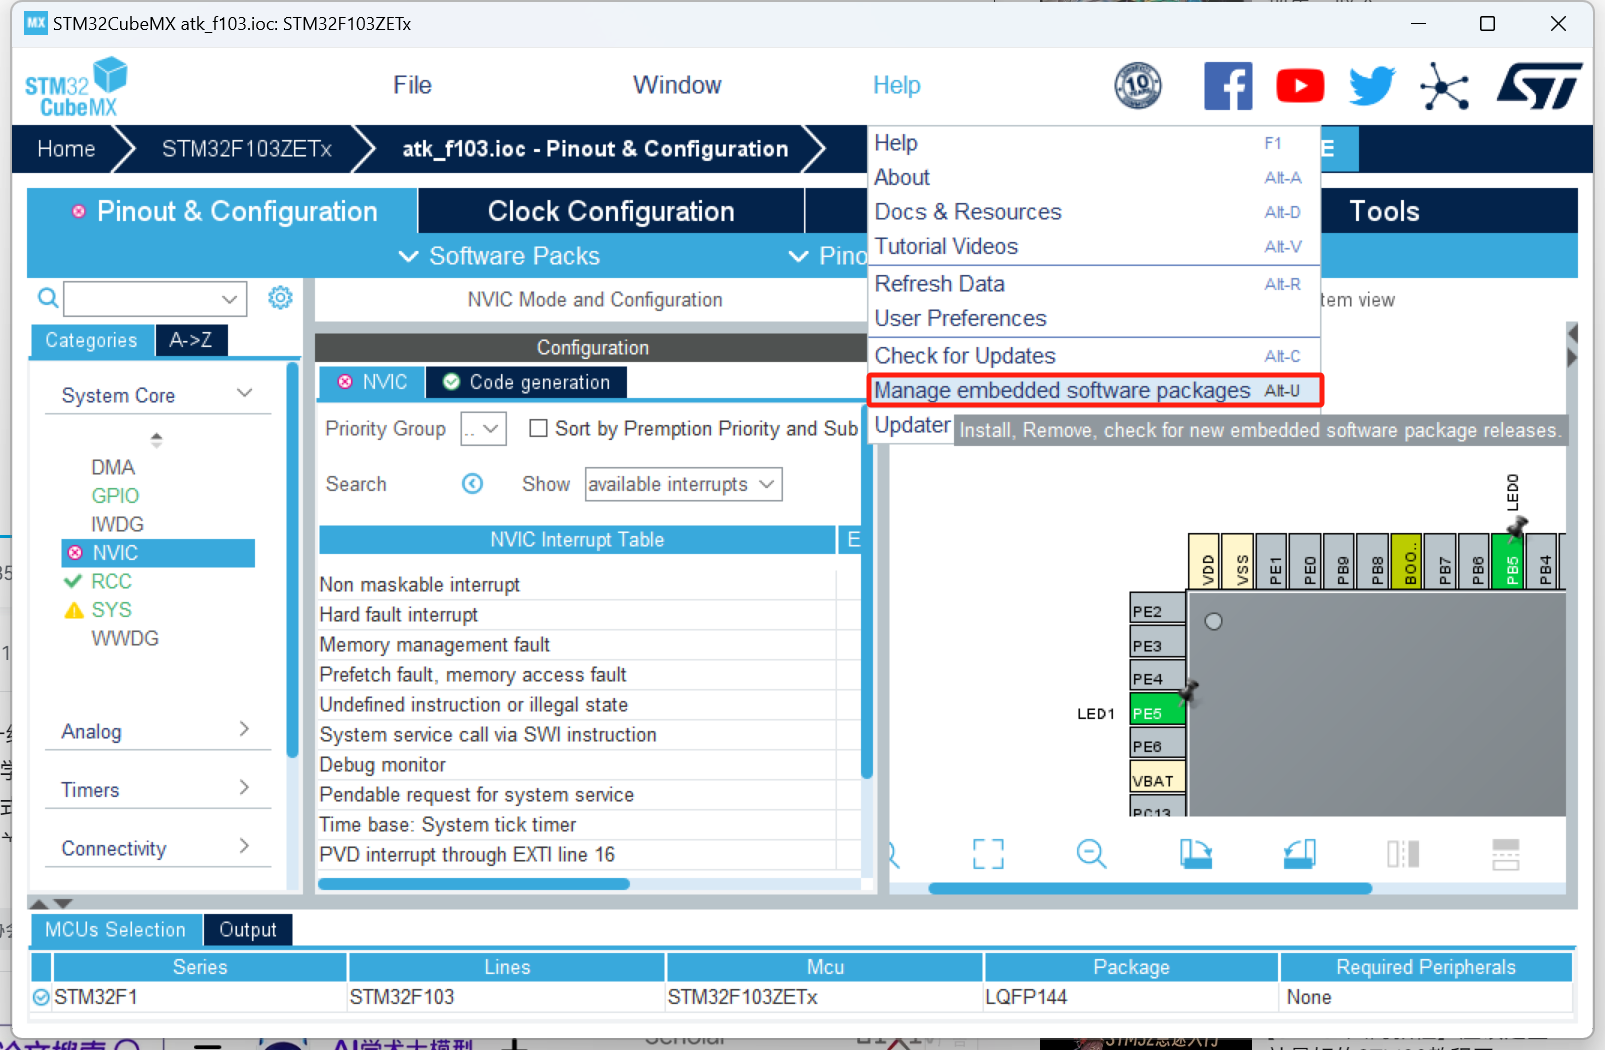 MX STM32CubeMX atk_f103.ioc: STM32F103ZETx
STM32
CubeMX
File
Window
Help
10
Home
STM32F103ZETx
atk_f103.ioc - Pinout & Configuration
E
Help F1
About Alt-A
Docs & Resources Alt-D
Tutorial Videos Alt-V
Refresh Data Alt-R
User Preferences
Check for Updates Alt-C
Manage embedded software packages Alt-U
Updater
Install, Remove, check for new embedded software package releases.
Pinout & Configuration
Clock Configuration
Tools
Software Packs
Pino
Categories
A->Z
System Core
DMA
GPIO
IWDG
NVIC
RCC
SYS
WWDG
Analog
Timers
Connectivity
NVIC Mode and Configuration
Configuration
NVIC
Code generation
Priority Group
..
Sort by Premption Priority and Sub
Search
Show
available interrupts
NVIC Interrupt Table
E
Non maskable interrupt
Hard fault interrupt
Memory management fault
Prefetch fault, memory access fault
Undefined instruction or illegal state
System service call via SWI instruction
Debug monitor
Pendable request for system service
Time base: System tick timer
PVD interrupt through EXTI line 16
tem view
LED0
VDD
VSS
PE1
PE0
PB9
PB8
BOO..
PB7
PB6
PB5
PB4
PE2
PE3
PE4
LED1
PE5
PE6
VBAT
PC13
MCUs Selection
Output
Series
Lines
Mcu
Package
Required Peripherals
STM32F1
STM32F103
STM32F103ZETx
LQFP144
None